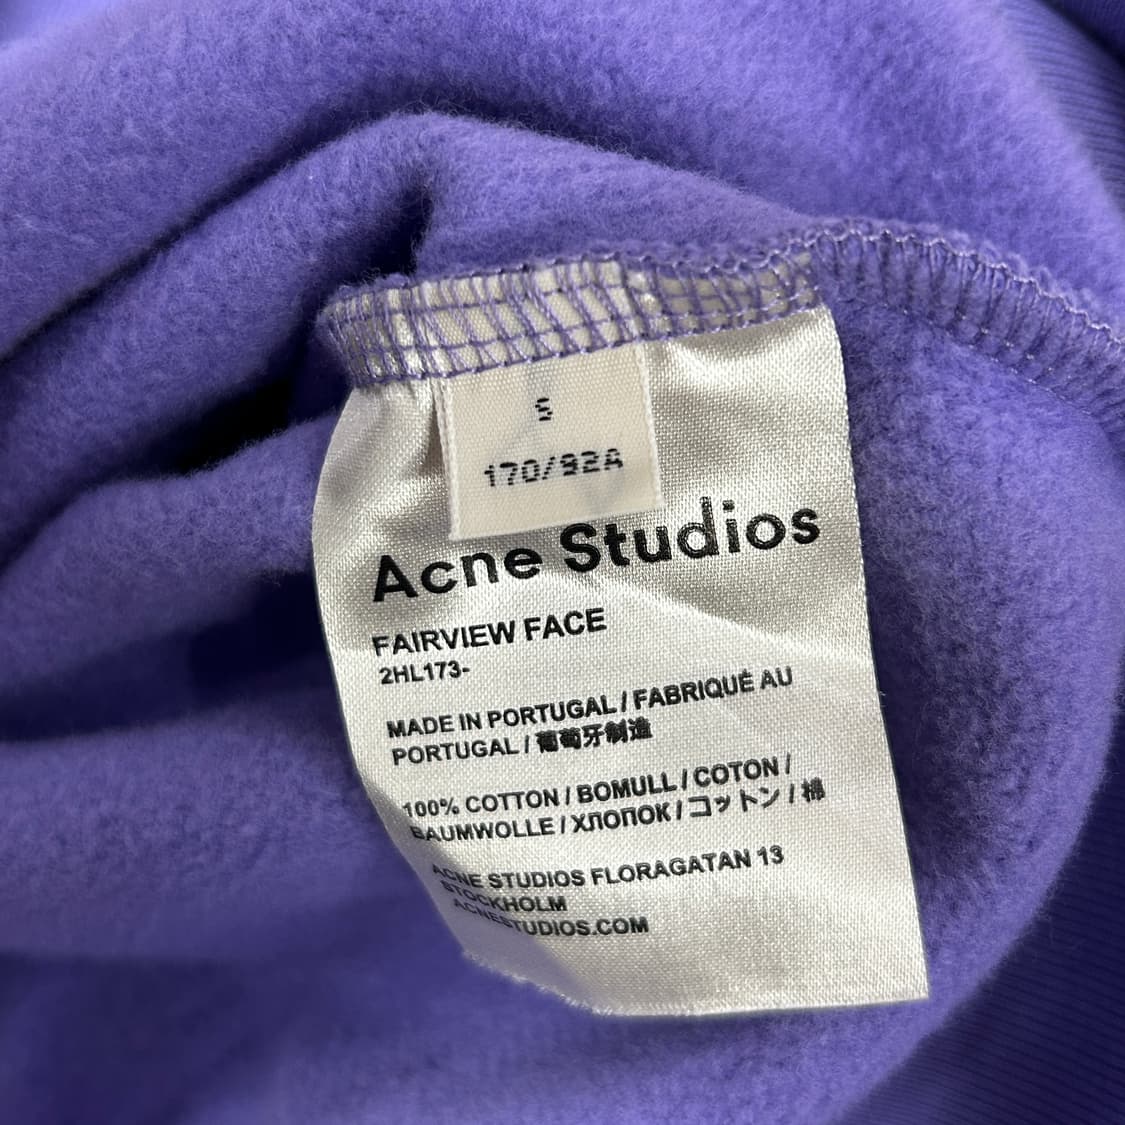 S
170/92A
Acne Studios
FAIRVIEW FACE
2HL173-
MADE IN PORTUGAL / FABRIQUÉ AU
PORTUGAL / 葡萄牙制造
100% COTTON / BOMULL / COTON /
BAUMWOLLE / ХЛОПОК / コットン / 棉
ACNE STUDIOS FLORAGATAN 13
STOCKHOLM
ACNESTUDIOS.COM